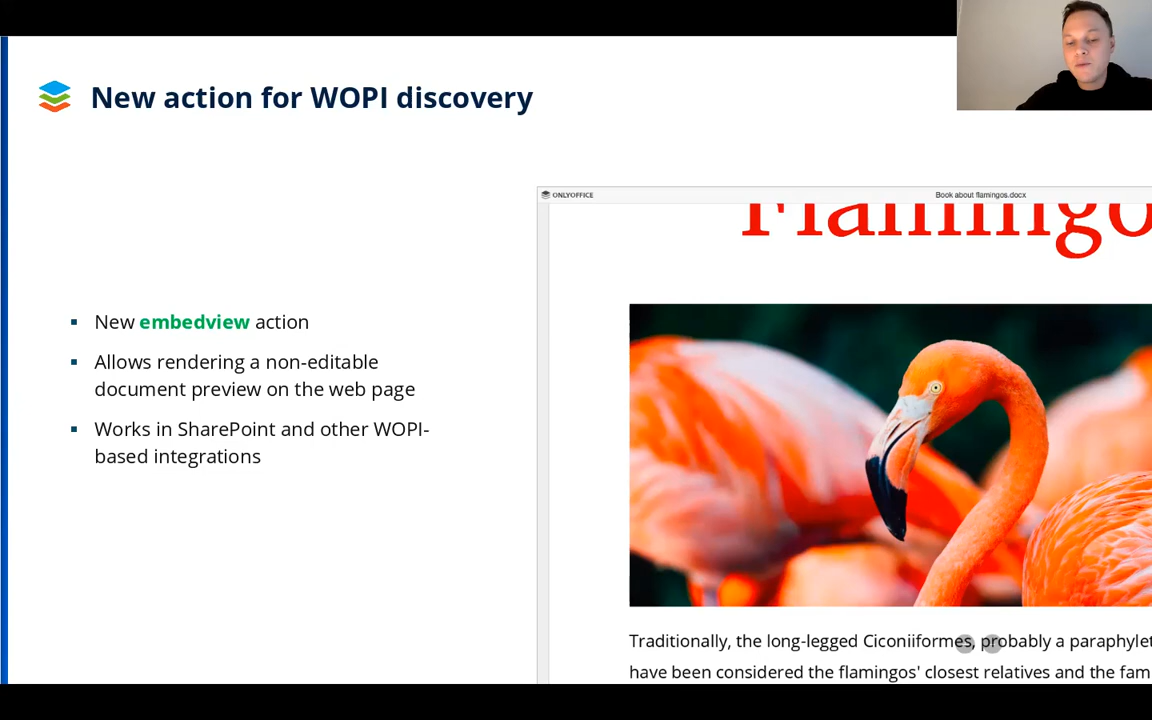 New action for WOPI discovery
ONLYOFFICE
Book about flamingos.docx
Flamingo
New embedview action
Allows rendering a non-editable
document preview on the web page
Works in SharePoint and other WOPI-
based integrations
Traditionally, the long-legged Ciconiiformes, probably a paraphylet
have been considered the flamingos' closest relatives and the fam